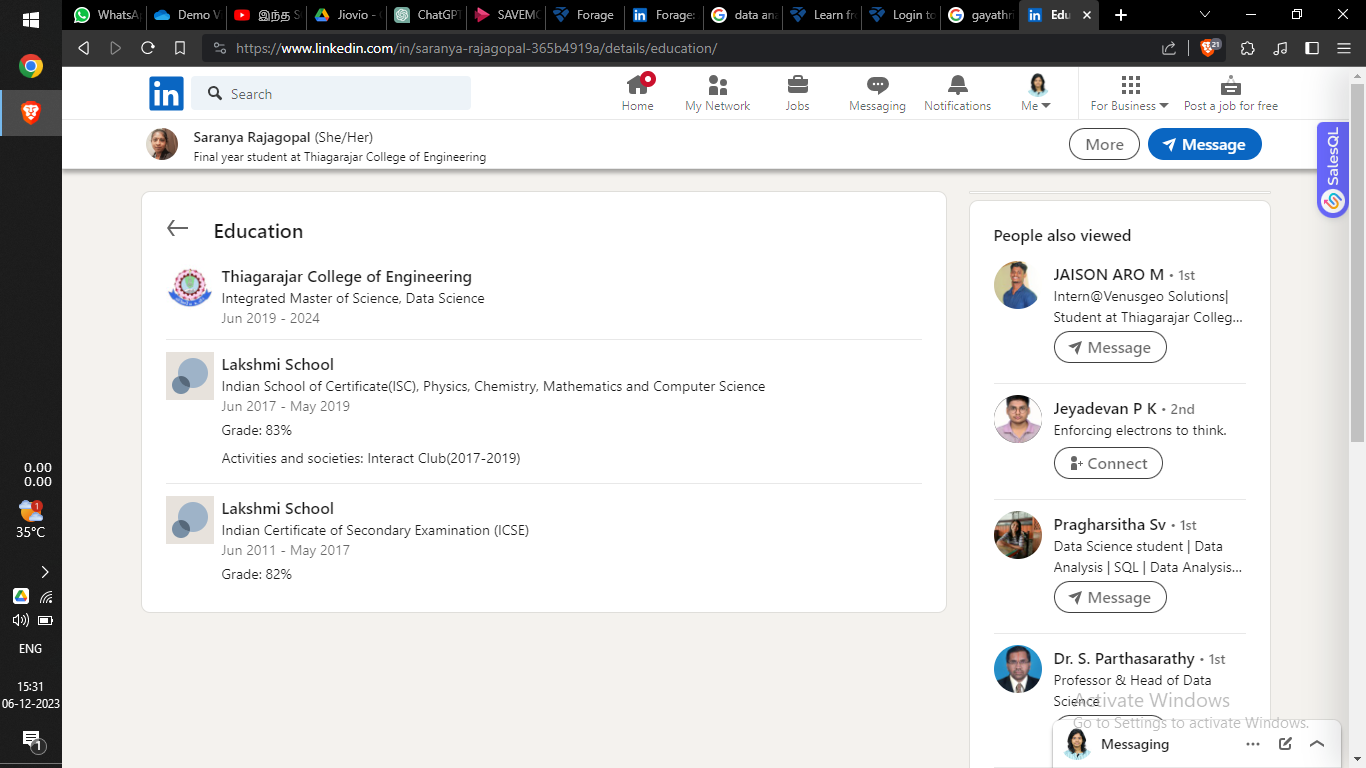 WhatsA
Demo V
இந்த S
Jiovio - 
ChatGPT
SAVEMO
Forage
Forage:
data ana
Learn fr
Login to
gayathri
Edu
https://www.linkedin.com/in/saranya-rajagopal-365b4919a/details/education/
21
in
Search
Home
My Network
Jobs
Messaging
Notifications
Me
For Business
Post a job for free
Saranya Rajagopal (She/Her)
Final year student at Thiagarajar College of Engineering
More
Message
SalesQL
Education
Thiagarajar College of Engineering
Integrated Master of Science, Data Science
Jun 2019 - 2024
Lakshmi School
Indian School of Certificate(ISC), Physics, Chemistry, Mathematics and Computer Science
Jun 2017 - May 2019
Grade: 83%
Activities and societies: Interact Club(2017-2019)
Lakshmi School
Indian Certificate of Secondary Examination (ICSE)
Jun 2011 - May 2017
Grade: 82%
People also viewed
JAISON ARO M • 1st
Intern@Venusgeo Solutions|
Student at Thiagarajar Colleg...
Message
Jeyadevan P K • 2nd
Enforcing electrons to think.
Connect
Pragharsitha Sv • 1st
Data Science student | Data
Analysis | SQL | Data Analysis...
Message
Dr. S. Parthasarathy • 1st
Professor & Head of Data
Science
Activate Windows
Go to Settings to activate Windows.
Messaging
0.00
0.00
1
35°C
ENG
15:31
06-12-2023
1